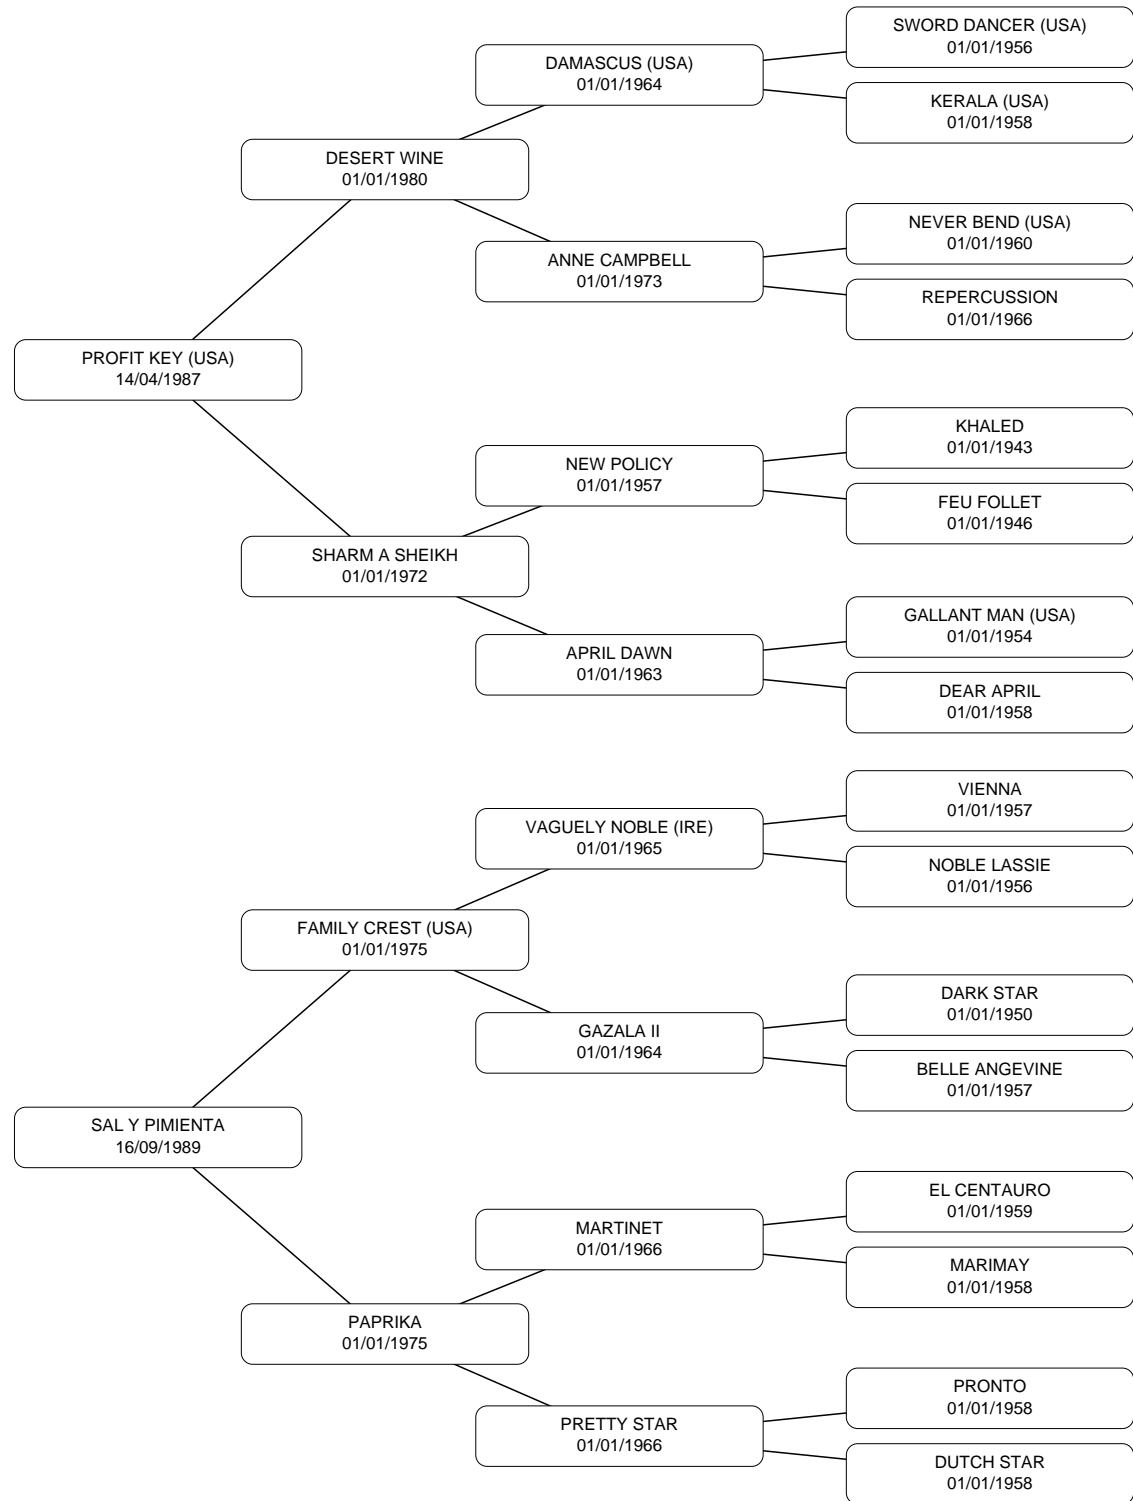 SWORD DANCER (USA)
01/01/1956
DAMASCUS (USA)
01/01/1964
KERALA (USA)
01/01/1958
DESERT WINE
01/01/1980
NEVER BEND (USA)
01/01/1960
ANNE CAMPBELL
01/01/1973
REPERCUSSION
01/01/1966
PROFIT KEY (USA)
14/04/1987
KHALED
01/01/1943
NEW POLICY
01/01/1957
FEU FOLLET
01/01/1946
SHARM A SHEIKH
01/01/1972
GALLANT MAN (USA)
01/01/1954
APRIL DAWN
01/01/1963
DEAR APRIL
01/01/1958
VIENNA
01/01/1957
VAGUELY NOBLE (IRE)
01/01/1965
NOBLE LASSIE
01/01/1956
FAMILY CREST (USA)
01/01/1975
DARK STAR
01/01/1950
GAZALA II
01/01/1964
BELLE ANGEVINE
01/01/1957
SAL Y PIMIENTA
16/09/1989
EL CENTAURO
01/01/1959
MARTINET
01/01/1966
MARIMAY
01/01/1958
PAPRIKA
01/01/1975
PRONTO
01/01/1958
PRETTY STAR
01/01/1966
DUTCH STAR
01/01/1958